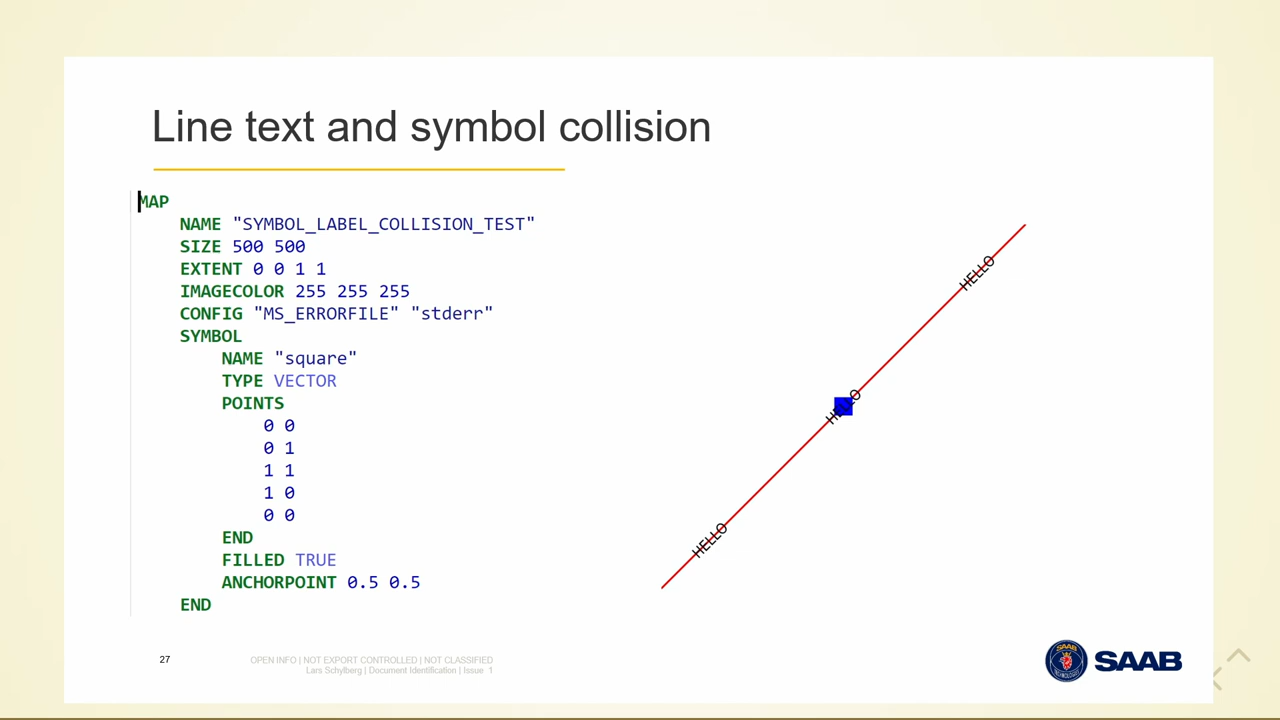 Line text and symbol collision
MAP
NAME "SYMBOL_LABEL_COLLISION_TEST"
SIZE 500 500
EXTENT 0 0 1 1
IMAGECOLOR 255 255 255
CONFIG "MS_ERRORFILE" "stderr"
SYMBOL
NAME "square"
TYPE VECTOR
POINTS
0 0
0 1
1 1
1 0
0 0
END
FILLED TRUE
ANCHORPOINT 0.5 0.5
END
HELLO
HELLO
HELLO
27
OPEN INFO | NOT EXPORT CONTROLLED | NOT CLASSIFIED
Lars Schylberg | Document Identification | Issue 1
SAAB
SAAB